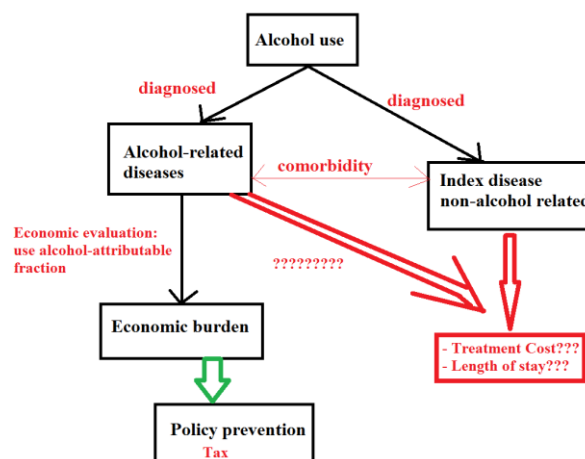 Alcohol use
diagnosed
diagnosed
Alcohol-related
diseases
comorbidity
Index disease
non-alcohol related
Economic evaluation:
use alcohol-attributable
fraction
?????????
Economic burden
- Treatment Cost???
- Length of stay???
Policy prevention
Tax